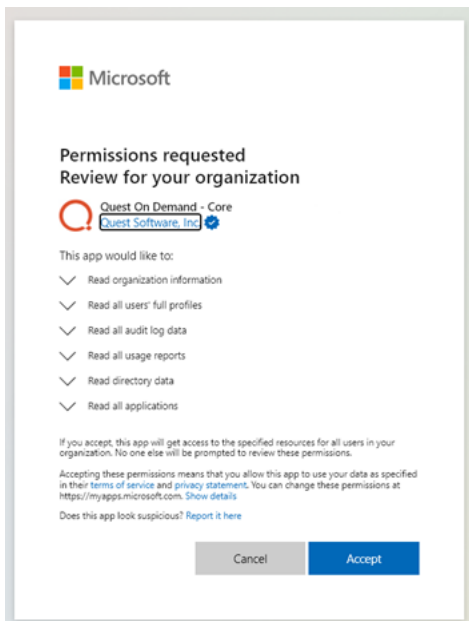 Microsoft
Permissions requested
Review for your organization
Quest On Demand - Core
Quest Software, Inc
This app would like to:
Read organization information
Read all users' full profiles
Read all audit log data
Read all usage reports
Read directory data
Read all applications
If you accept, this app will get access to the specified resources for all users in your
organization. No one else will be prompted to review these permissions.
Accepting these permissions means that you allow this app to use your data as specified
in their terms of service and privacy statement. You can change these permissions at
https://myapps.microsoft.com. Show details
Does this app look suspicious? Report it here
Cancel
Accept